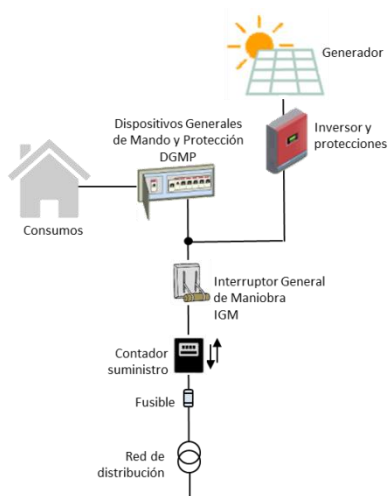 Generador
Dispositivos Generales
de Mando y Protección
DGMP
Inversor y
protecciones
Consumos
Interruptor General
de Maniobra
IGM
Contador
suministro
Fusible
Red de
distribución